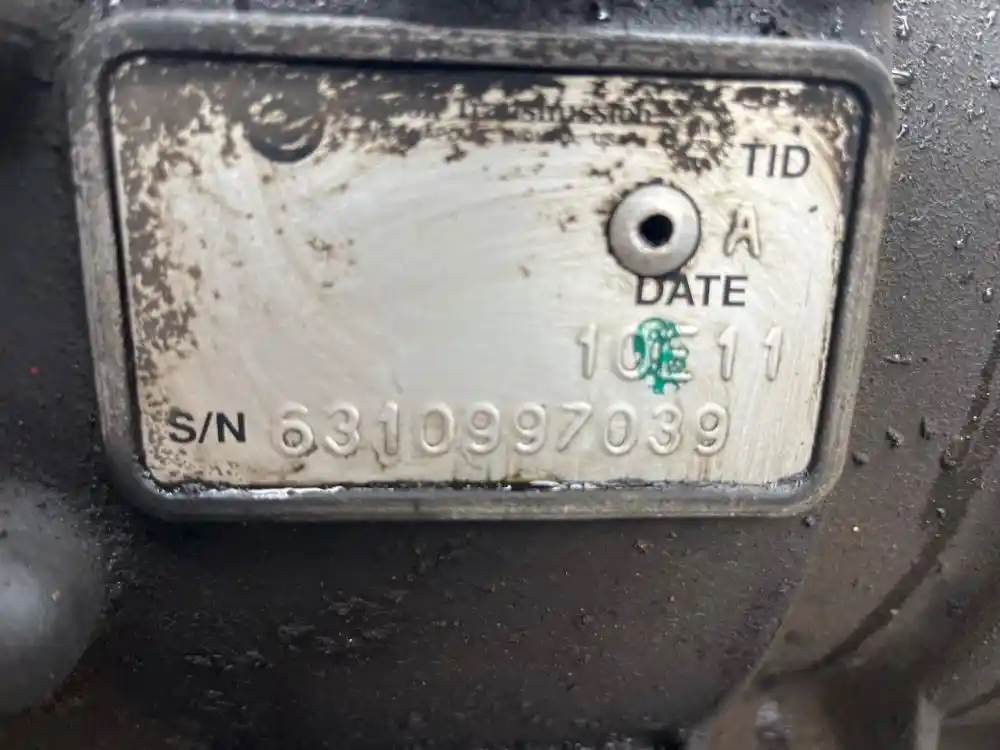 Transmission
TID
A
DATE
10E11
S/N 6310997039